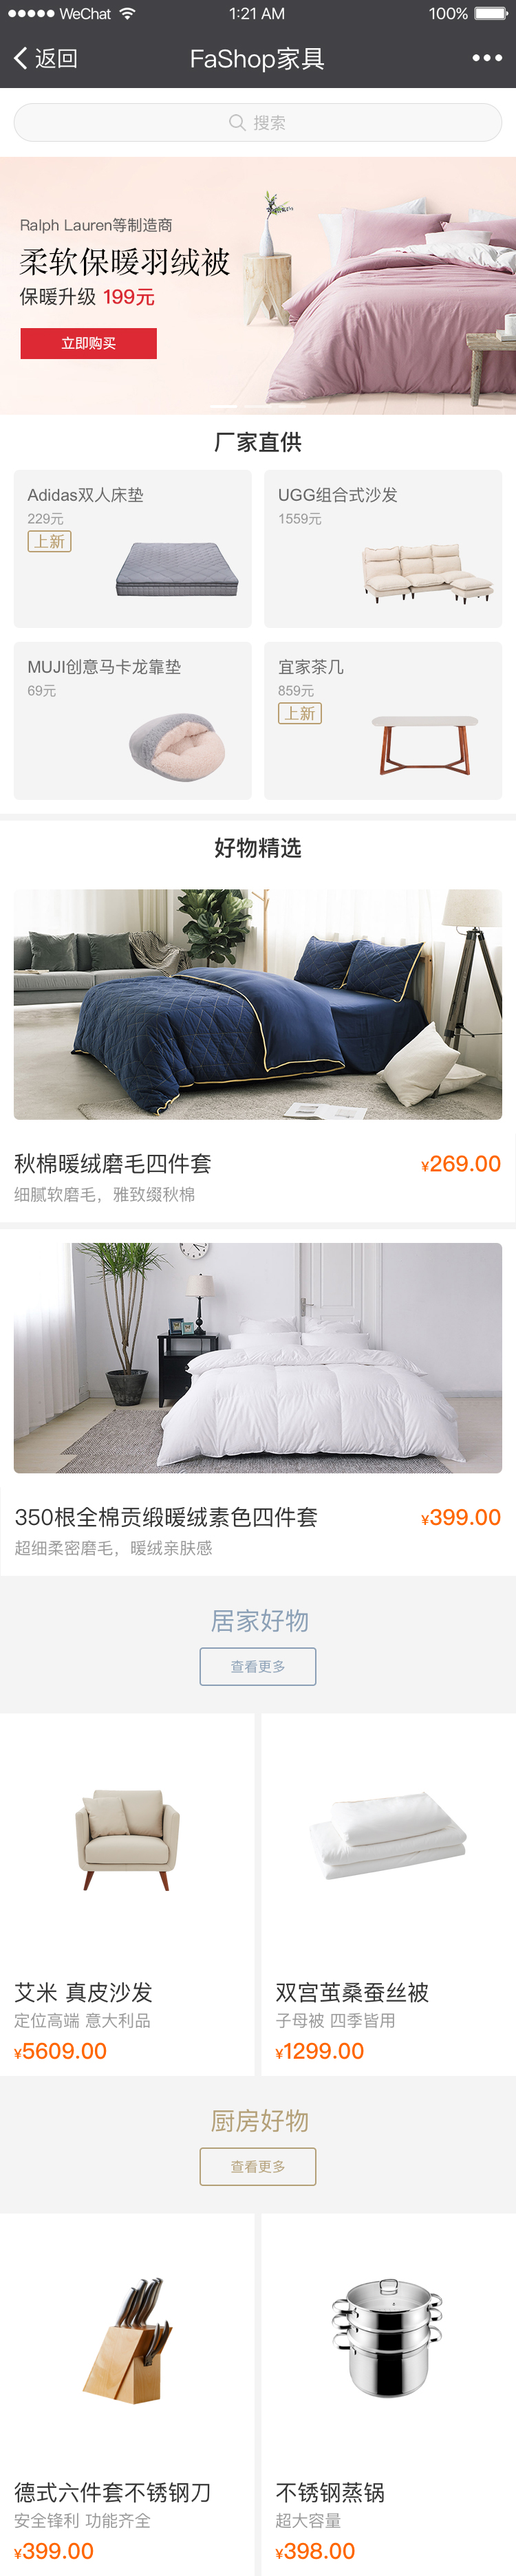 WeChat 1:21 AM 100%
返回 FaShop家具
搜索
Ralph Lauren等制造商
柔软保暖羽绒被
保暖升级 199元
立即购买
厂家直供
Adidas双人床垫
229元
上新
UGG组合式沙发
1559元
MUJI创意马卡龙靠垫
69元
宜家茶几
859元
上新
好物精选
秋棉暖绒磨毛四件套
¥269.00
细腻软磨毛，雅致缀秋棉
350根全棉贡缎暖绒素色四件套
¥399.00
超细柔密磨毛，暖绒亲肤感
居家好物
查看更多
艾米 真皮沙发
定位高端 意大利品
¥5609.00
双宫茧桑蚕丝被
子母被 四季皆用
¥1299.00
厨房好物
查看更多
德式六件套不锈钢刀
安全锋利 功能齐全
¥399.00
不锈钢蒸锅
超大容量
¥398.00